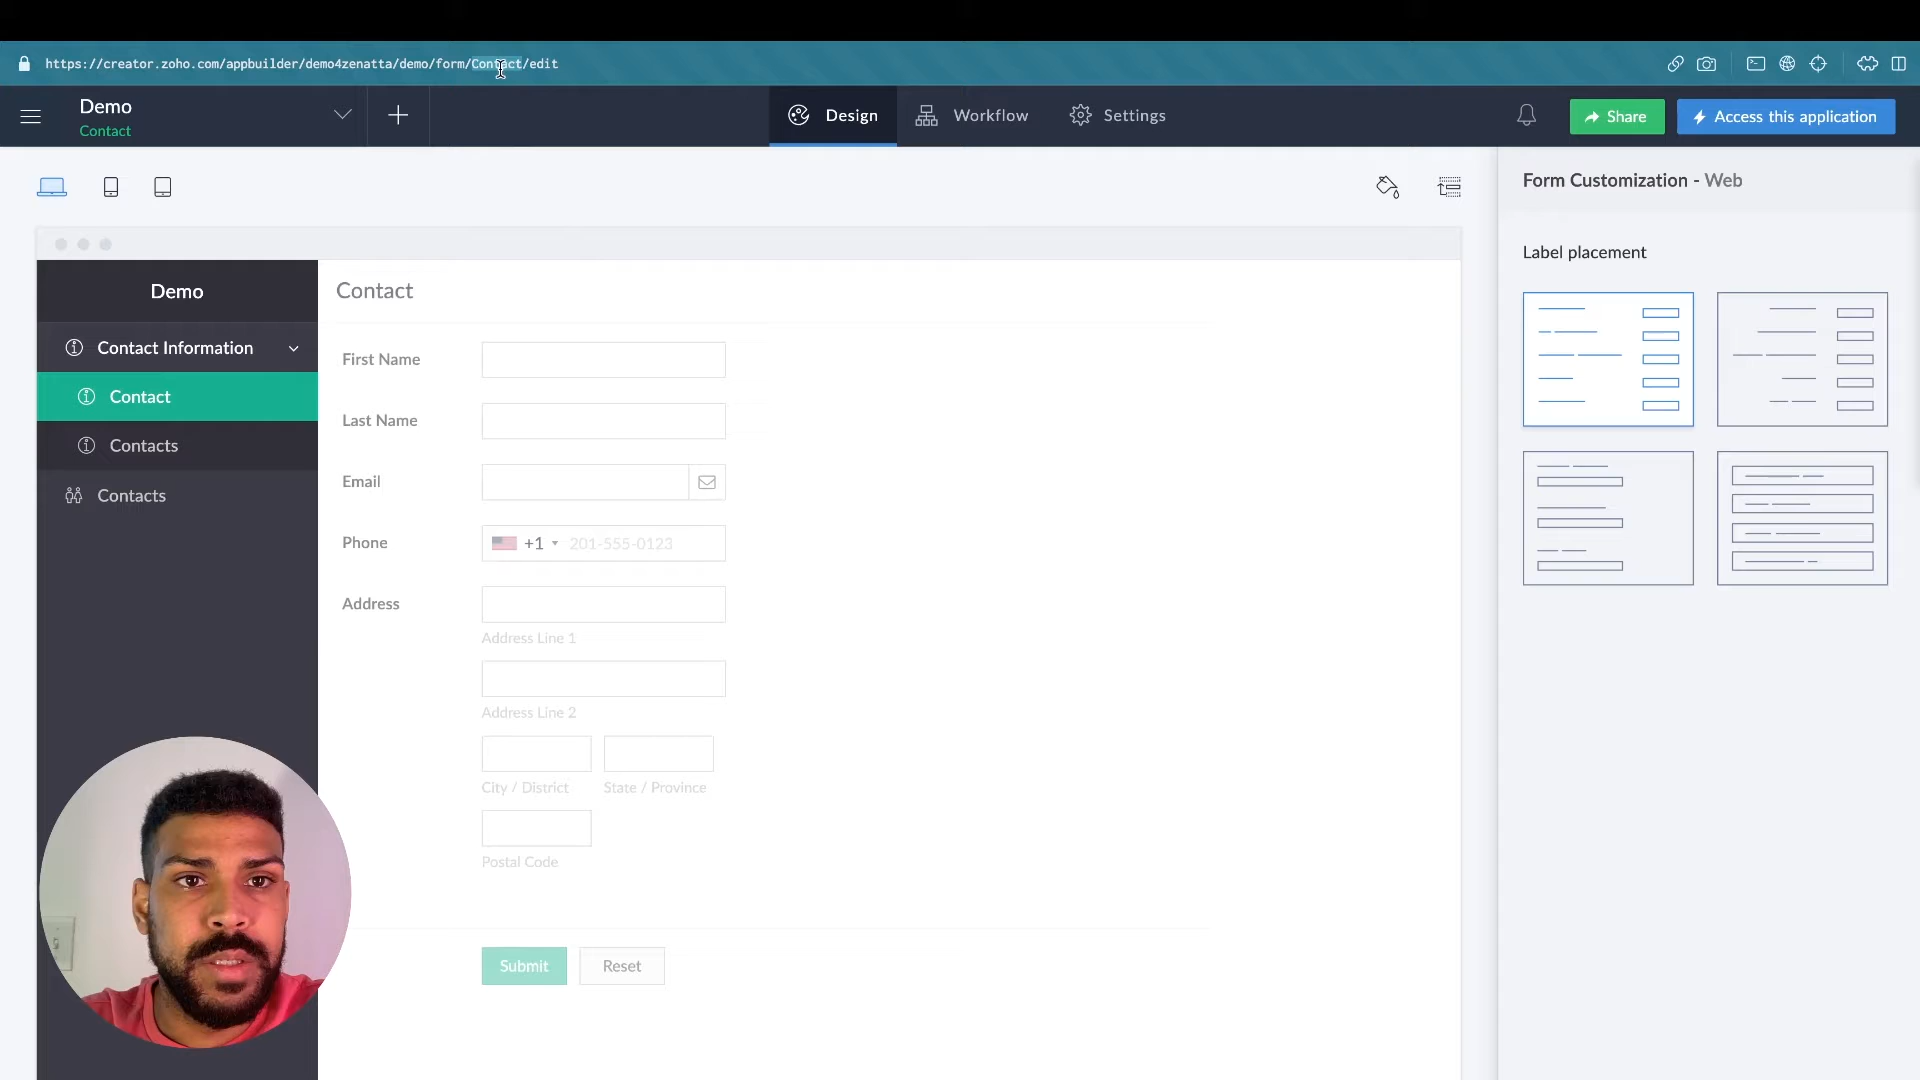 https://creator.zoho.com/appbuilder/demo4zenatta/demo/form/Contact/edit
Demo
Contact
Design
Workflow
Settings
Share
Access this application
Form Customization - Web
Label placement
Demo
Contact Information
Contact
Contacts
Contacts
Contact
First Name
Last Name
Email
Phone
+1
201-555-0123
Address
Address Line 1
Address Line 2
City / District
State / Province
Postal Code
Submit
Reset